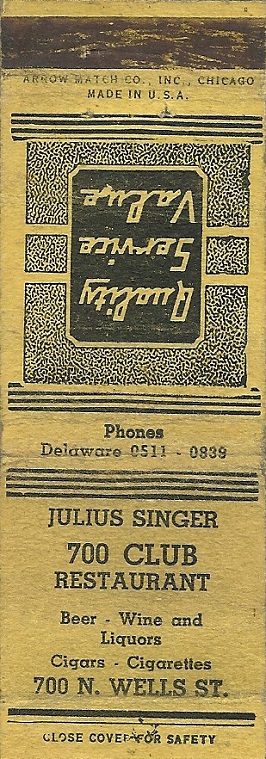 ARROW MATCH CO., INC., CHICAGO
MADE IN U.S.A.
Quality
Service
Value
Phones
Delaware 0511 - 0839
JULIUS SINGER
700 CLUB
RESTAURANT
Beer - Wine and
Liquors
Cigars - Cigarettes
700 N. WELLS ST.
CLOSE COVER FOR SAFETY